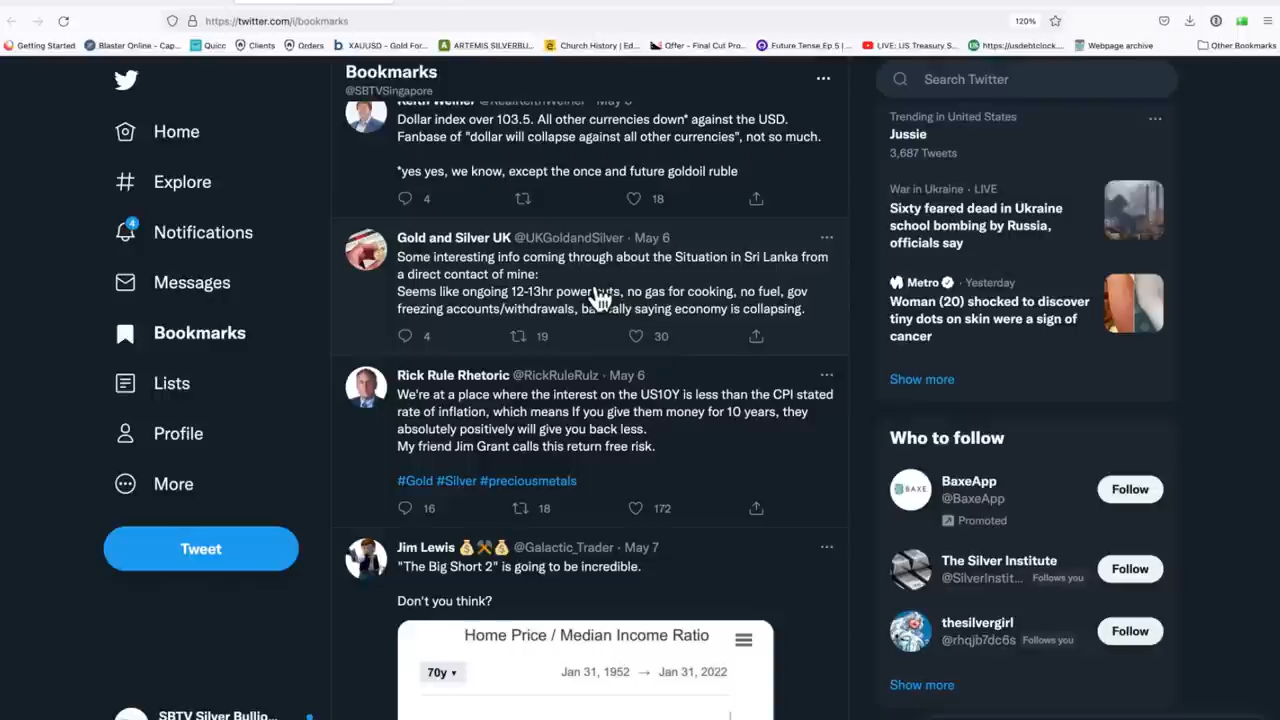 https://twitter.com/i/bookmarks
120%
Getting Started
Blaster Online - Cap...
Quicc
Clients
Orders
XAUUSD - Gold For...
ARTEMIS SILVERBU...
Church History | Ed...
Offer - Final Cut Pro...
Future Tense Ep 5 |...
LIVE: US Treasury S...
https://usdebtclock....
Webpage archive
Other Bookmarks
Home
Explore
4
Notifications
Messages
Bookmarks
Lists
Profile
More
Tweet
SBTV Silver Bullio...
Bookmarks
@SBTVSingapore
Keith Weiner @RealKeithWeiner · May 5
Dollar index over 103.5. All other currencies down* against the USD.
Fanbase of "dollar will collapse against all other currencies", not so much.
*yes yes, we know, except the once and future goldoil ruble
4
18
Gold and Silver UK @UKGoldandSilver · May 6
Some interesting info coming through about the Situation in Sri Lanka from
a direct contact of mine:
Seems like ongoing 12-13hr power cuts, no gas for cooking, no fuel, gov
freezing accounts/withdrawals, basically saying economy is collapsing.
4 19 30
Rick Rule Rhetoric @RickRuleRulz · May 6
We're at a place where the interest on the US10Y is less than the CPI stated
rate of inflation, which means If you give them money for 10 years, they
absolutely positively will give you back less.
My friend Jim Grant calls this return free risk.
#Gold #Silver #preciousmetals
16 18 172
Jim Lewis 💰⚒️💰 @Galactic_Trader · May 7
"The Big Short 2" is going to be incredible.
Don't you think?
Home Price / Median Income Ratio
70y
Jan 31, 1952 → Jan 31, 2022
Search Twitter
Trending in United States
Jussie
3,687 Tweets
War in Ukraine · LIVE
Sixty feared dead in Ukraine
school bombing by Russia,
officials say
Metro · Yesterday
Woman (20) shocked to discover
tiny dots on skin were a sign of
cancer
Show more
Who to follow
BAXE
BaxeApp
@BaxeApp
Promoted
Follow
The Silver Institute
@SilverInstit... Follows you
Follow
thesilvergirl
@rhqjb7dc6s Follows you
Follow
Show more